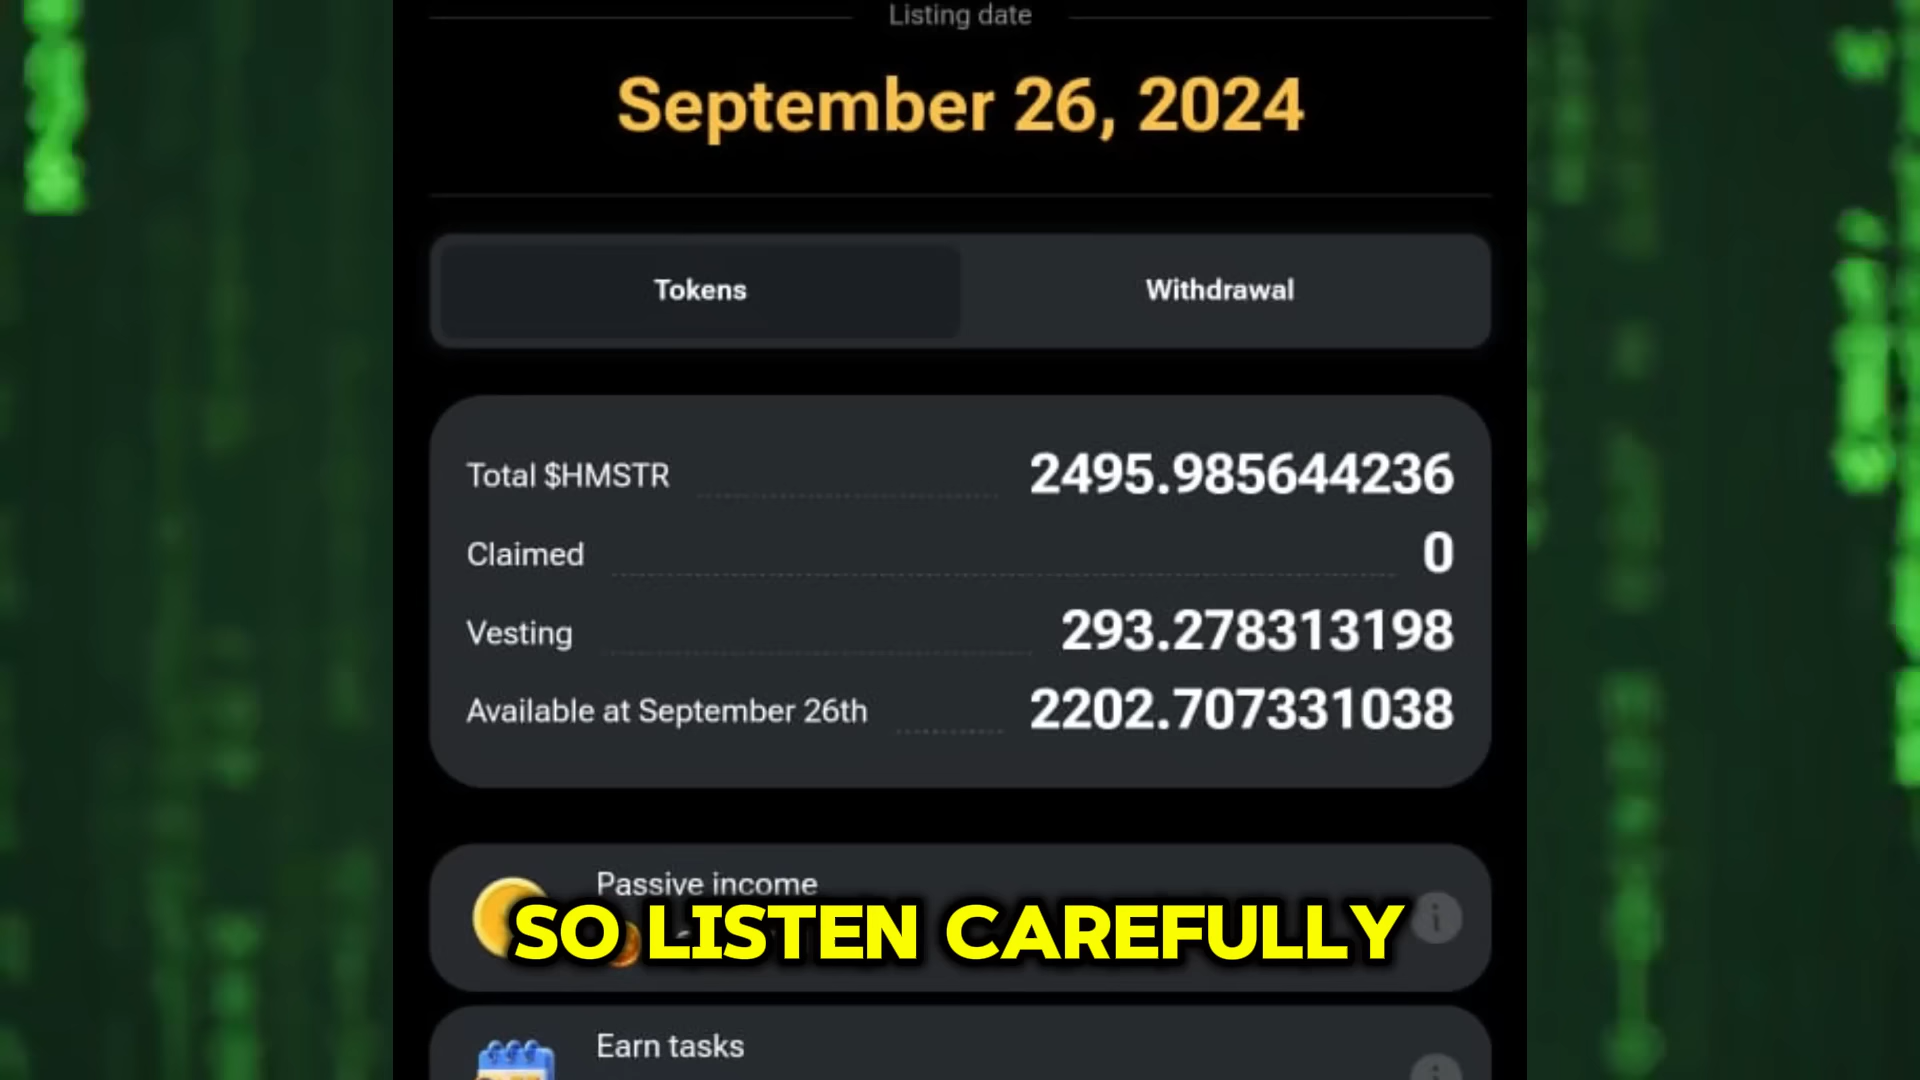 Listing date
September 26, 2024
Tokens
Withdrawal
Total $HMSTR 2495.985644236
Claimed 0
Vesting 293.278313198
Available at September 26th 2202.707331038
Passive income
SO LISTEN CAREFULLY
Earn tasks